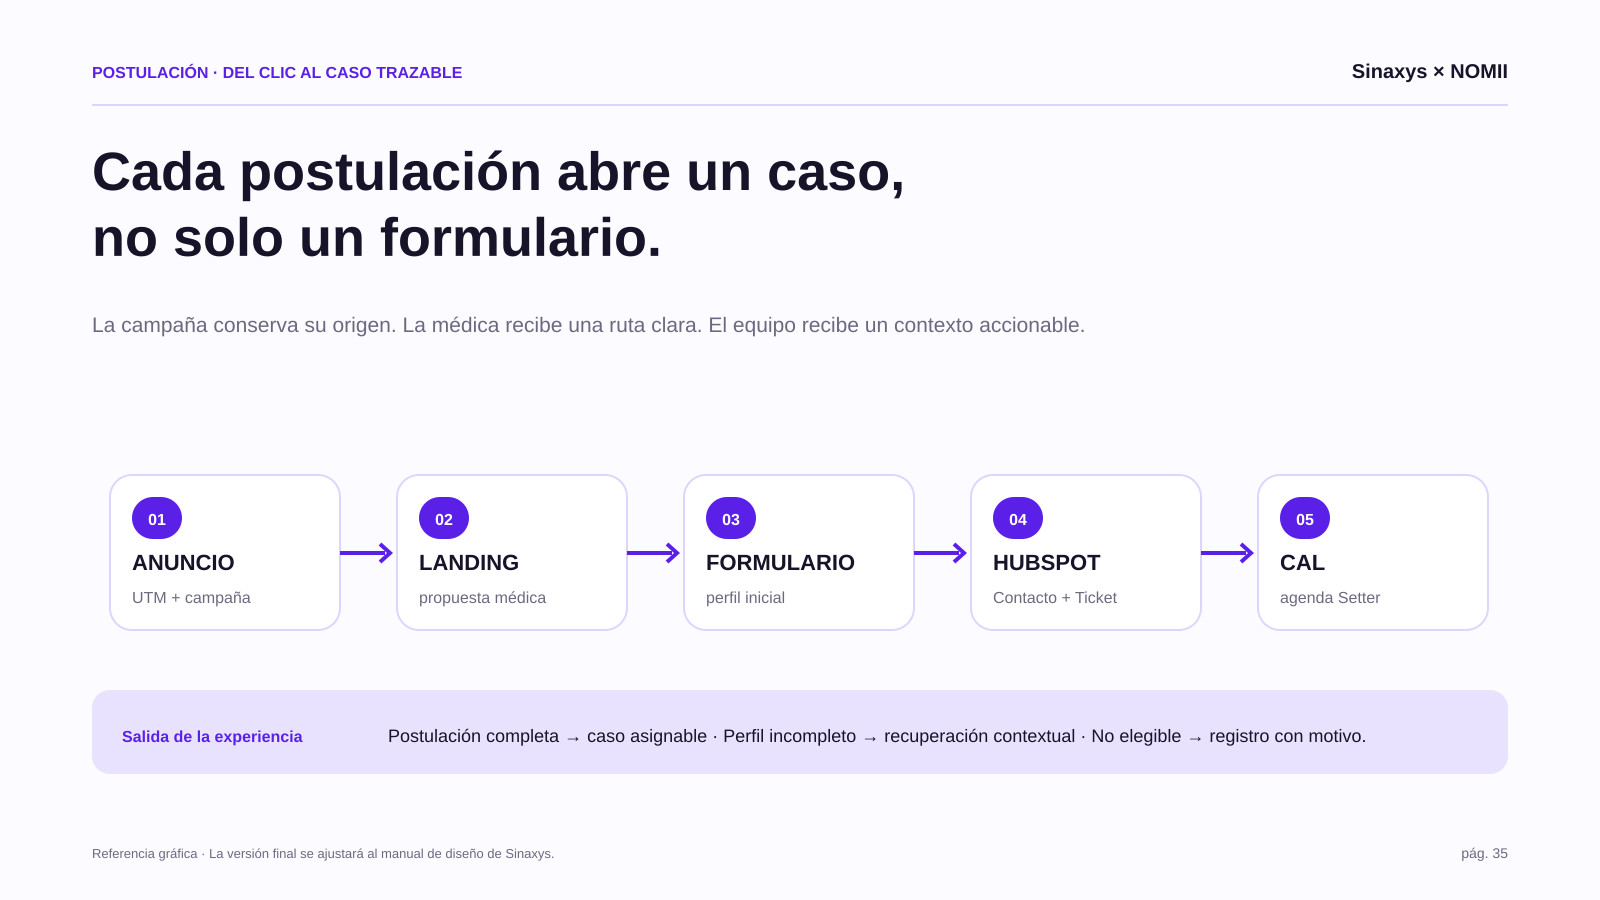 POSTULACIÓN · DEL CLIC AL CASO TRAZABLE
Sinaxys × NOMII
Cada postulación abre un caso,
no solo un formulario.
La campaña conserva su origen. La médica recibe una ruta clara. El equipo recibe un contexto accionable.
01
ANUNCIO
UTM + campaña
02
LANDING
propuesta médica
03
FORMULARIO
perfil inicial
04
HUBSPOT
Contacto + Ticket
05
CAL
agenda Setter
Salida de la experiencia
Postulación completa → caso asignable · Perfil incompleto → recuperación contextual · No elegible → registro con motivo.
Referencia gráfica · La versión final se ajustará al manual de diseño de Sinaxys.
pág. 35